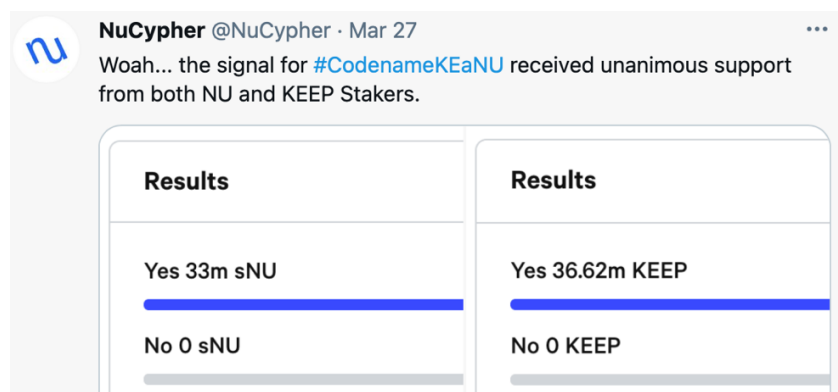 nu
NuCypher @NuCypher · Mar 27
Woah... the signal for #CodenameKEaNU received unanimous support
from both NU and KEEP Stakers.
Results
Yes 33m sNU
No 0 sNU
Results
Yes 36.62m KEEP
No 0 KEEP